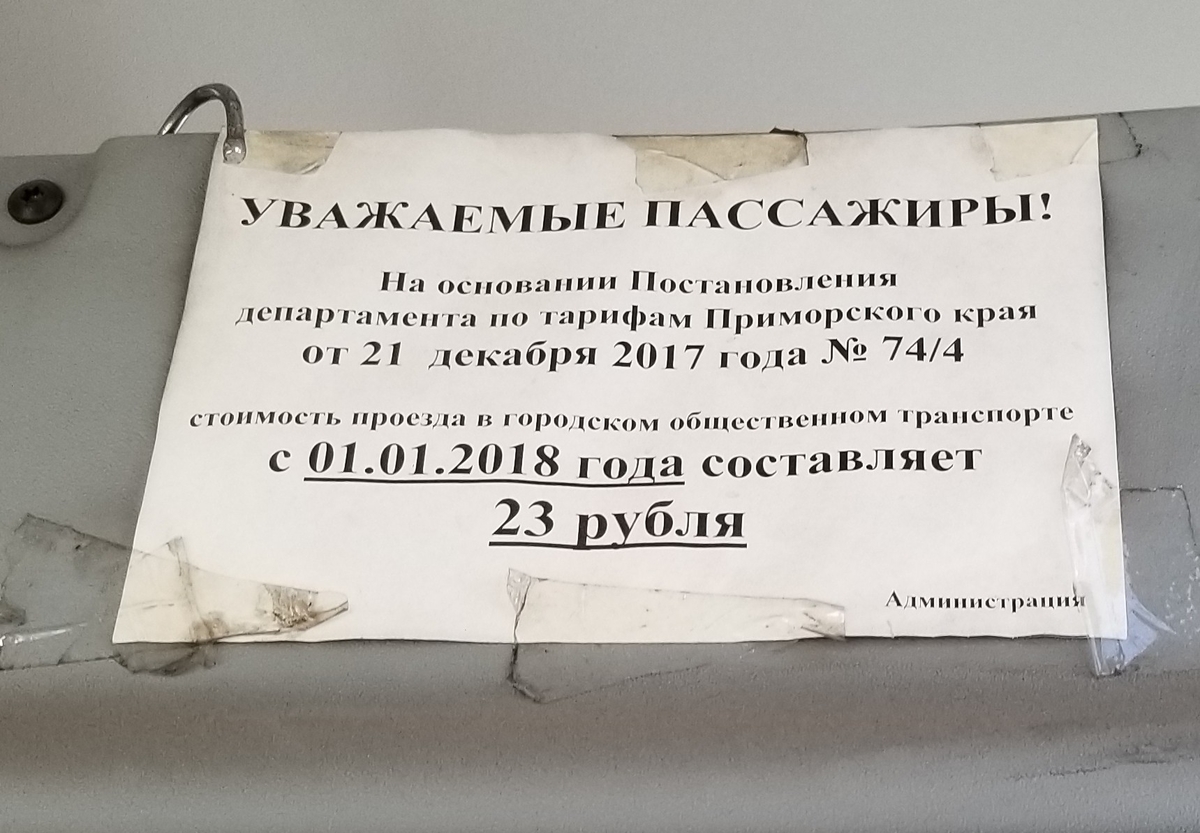 УВАЖАЕМЫЕ ПАССАЖИРЫ!
На основании Постановления
департамента по тарифам Приморского края
от 21 декабря 2017 года № 74/4
стоимость проезда в городском общественном транспорте
с 01.01.2018 года составляет
23 рубля
Администрация